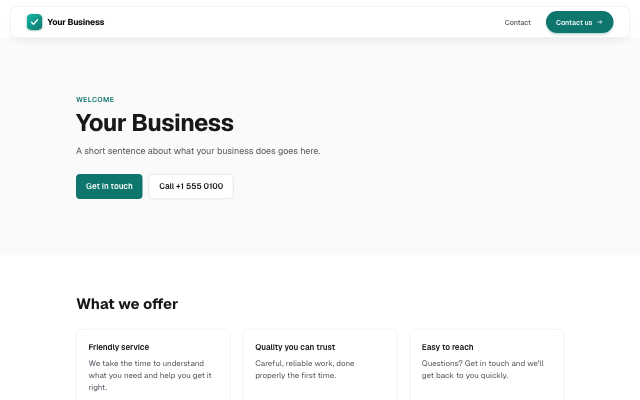 Your Business
Contact
Contact us →
WELCOME
Your Business
A short sentence about what your business does goes here.
Get in touch
Call +1 555 0100
What we offer
Friendly service
We take the time to understand
what you need and help you get it
right.
Quality you can trust
Careful, reliable work, done
properly the first time.
Easy to reach
Questions? Get in touch and we'll
get back to you quickly.